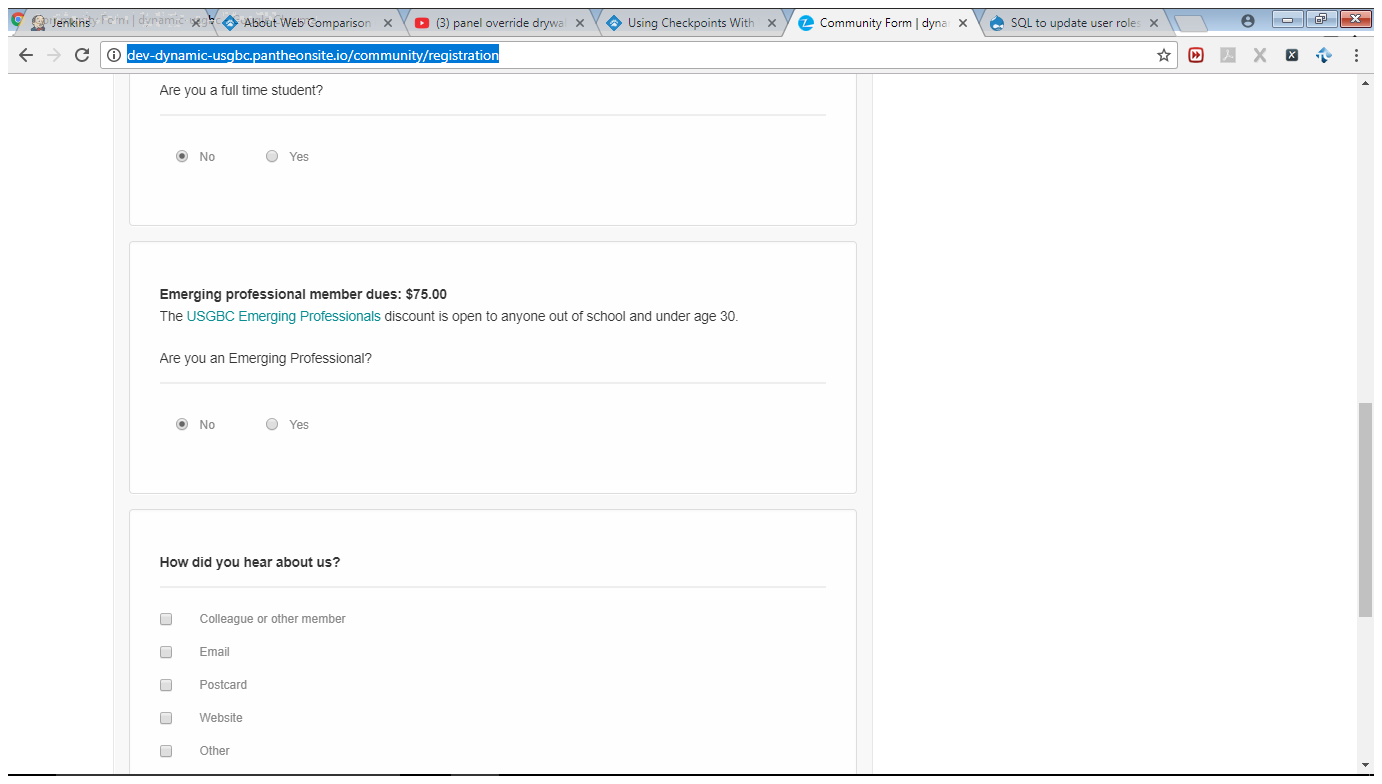 Jenkins
About Web Comparison
(3) panel override drywal
Using Checkpoints With
Community Form | dyna
SQL to update user roles
dev-dynamic-usgbc.pantheonsite.io/community/registration
Are you a full time student?
No Yes
Emerging professional member dues: $75.00
The USGBC Emerging Professionals discount is open to anyone out of school and under age 30.
Are you an Emerging Professional?
No Yes
How did you hear about us?
Colleague or other member
Email
Postcard
Website
Other